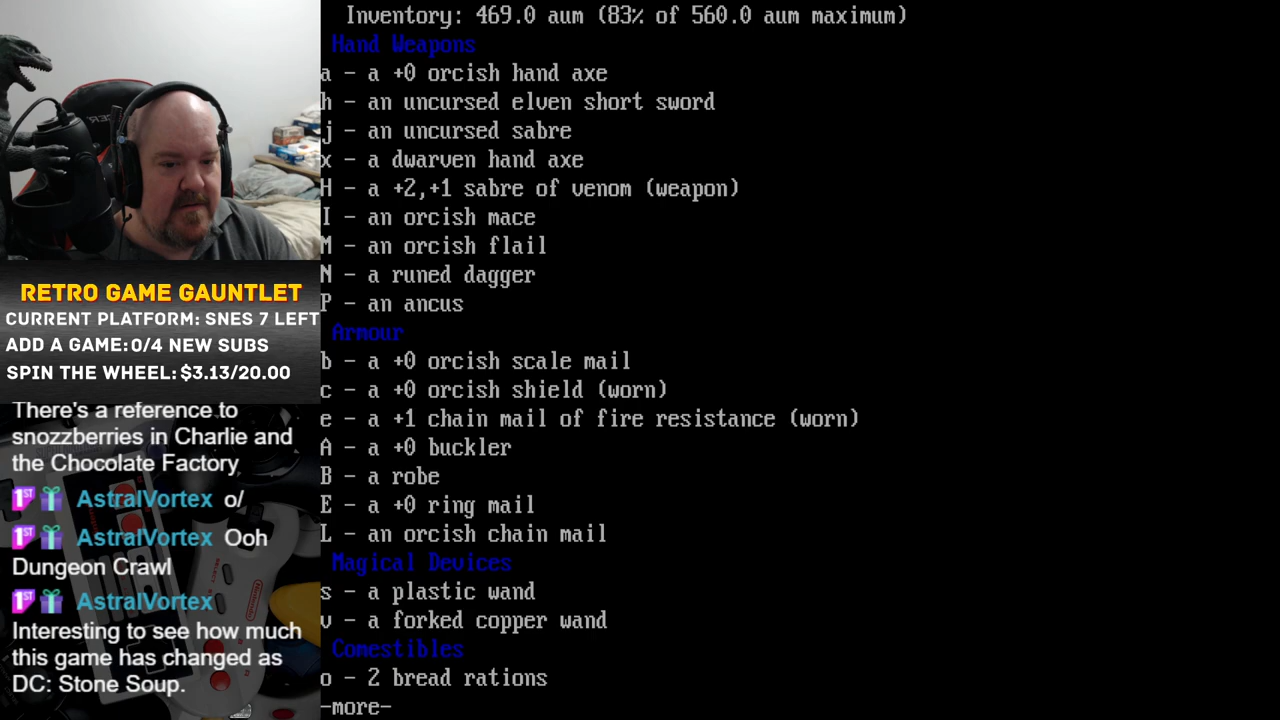 Inventory: 469.0 aum (83% of 560.0 aum maximum)
Hand Weapons
a - a +0 orcish hand axe
h - an uncursed elven short sword
j - an uncursed sabre
x - a dwarven hand axe
H - a +2,+1 sabre of venom (weapon)
I - an orcish mace
M - an orcish flail
N - a runed dagger
P - an ancus
Armour
b - a +0 orcish scale mail
c - a +0 orcish shield (worn)
e - a +1 chain mail of fire resistance (worn)
A - a +0 buckler
B - a robe
E - a +0 ring mail
L - an orcish chain mail
Magical Devices
s - a plastic wand
v - a forked copper wand
Comestibles
o - 2 bread rations
-more-
RETRO GAME GAUNTLET
CURRENT PLATFORM: SNES 7 LEFT
ADD A GAME: 0/4 NEW SUBS
SPIN THE WHEEL: $3.13/20.00
There's a reference to
snozzberries in Charlie and
the Chocolate Factory
1ST AstralVortex o/
1ST AstralVortex Ooh
Dungeon Crawl
1ST AstralVortex
Interesting to see how much
this game has changed as
DC: Stone Soup.